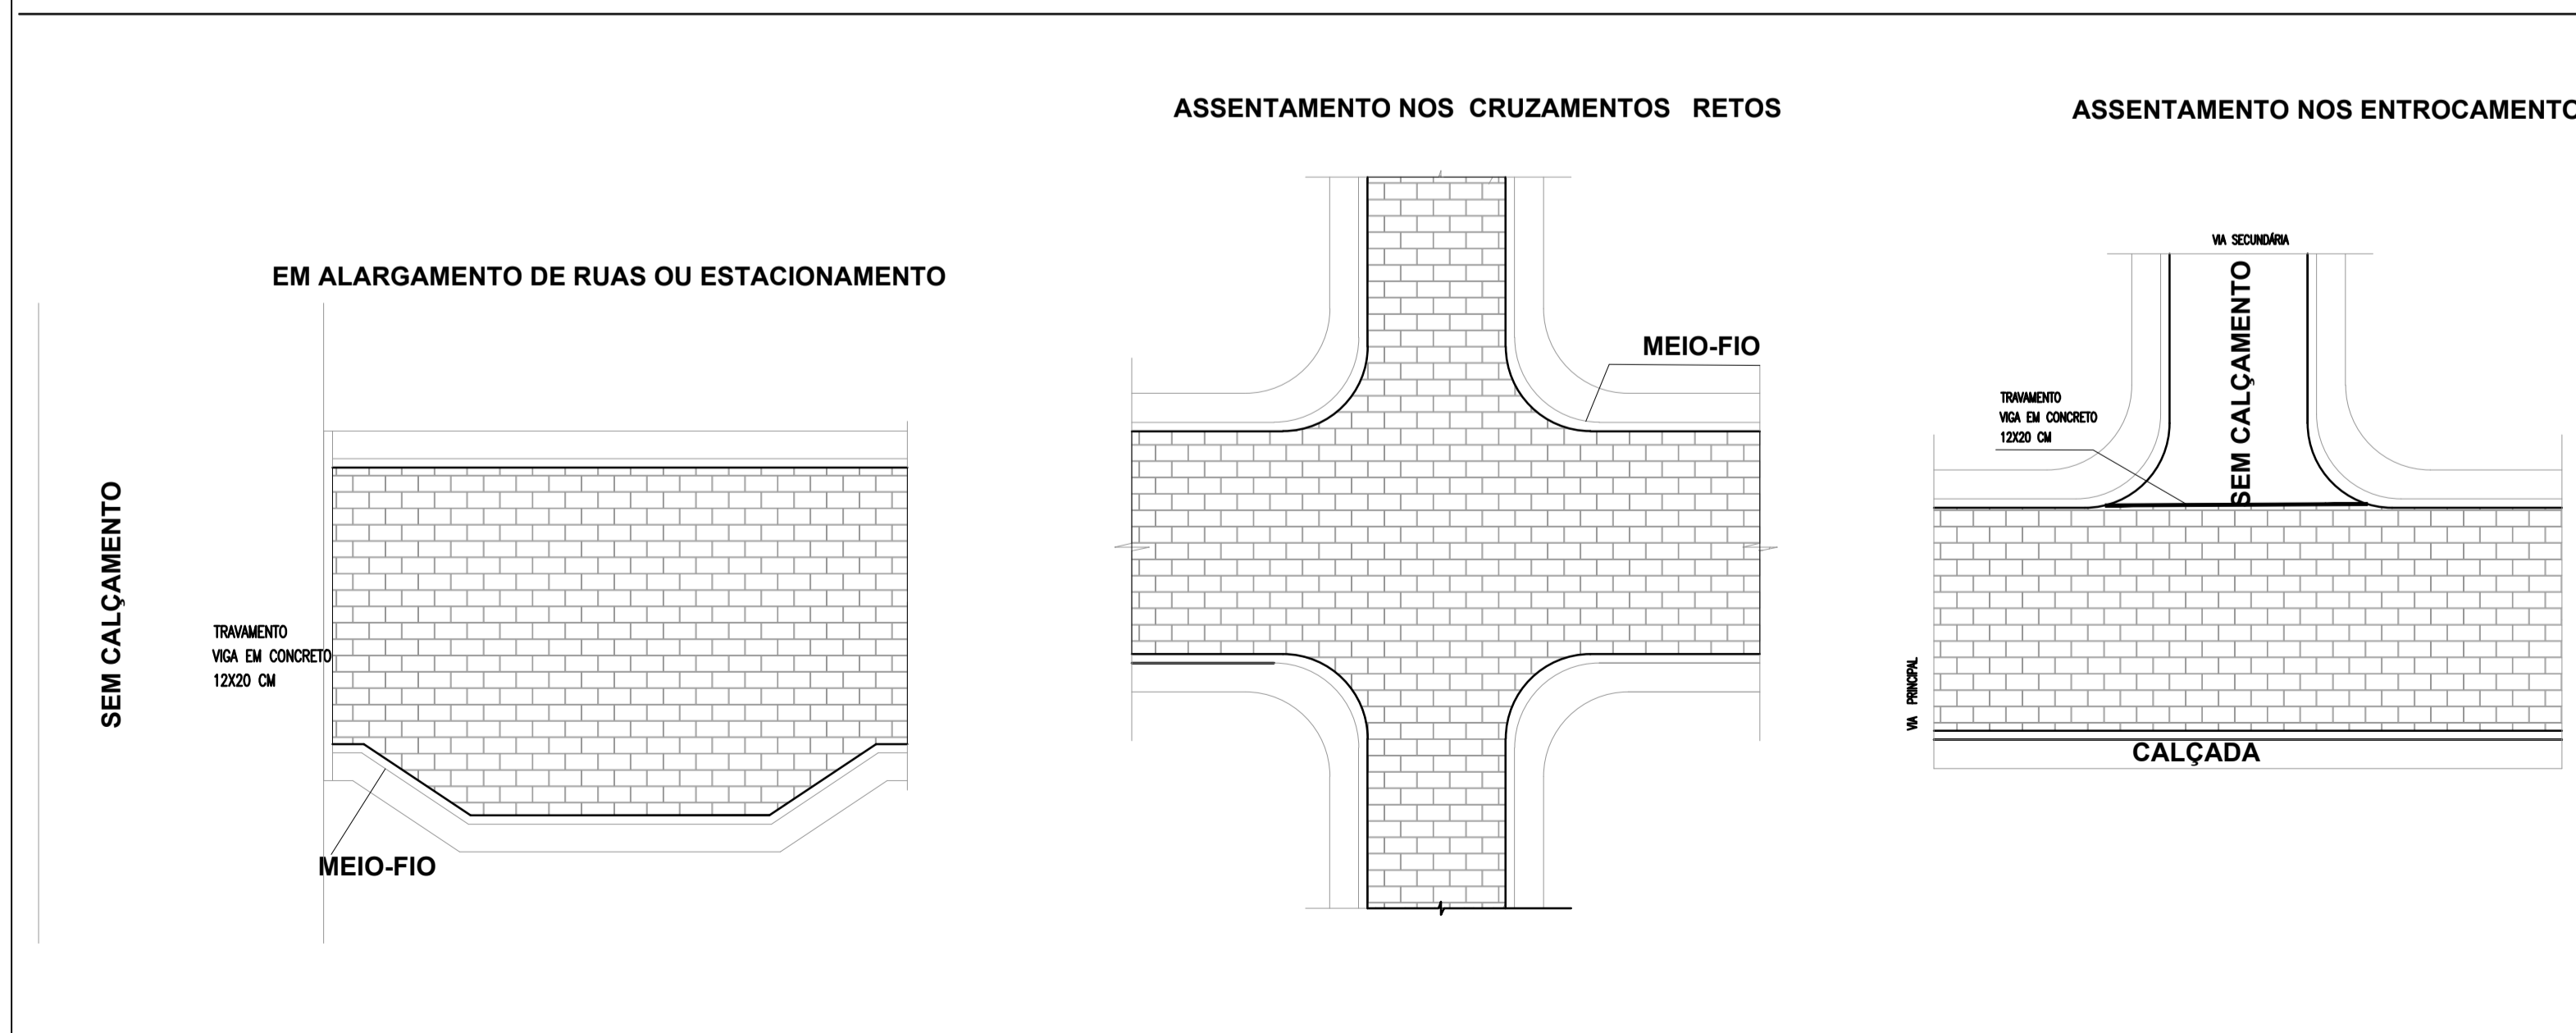 EM ALARGAMENTO DE RUAS OU ESTACIONAMENTO
SEM CALÇAMENTO
TRAVAMENTO
VIGA EM CONCRETO
12X20 CM
MEIO-FIO
ASSENTAMENTO NOS CRUZAMENTOS RETOS
MEIO-FIO
ASSENTAMENTO NOS ENTROCAMENTO
VIA SECUNDÁRIA
SEM CALÇAMENTO
TRAVAMENTO
VIGA EM CONCRETO
12X20 CM
VIA PRINCIPAL
CALÇADA